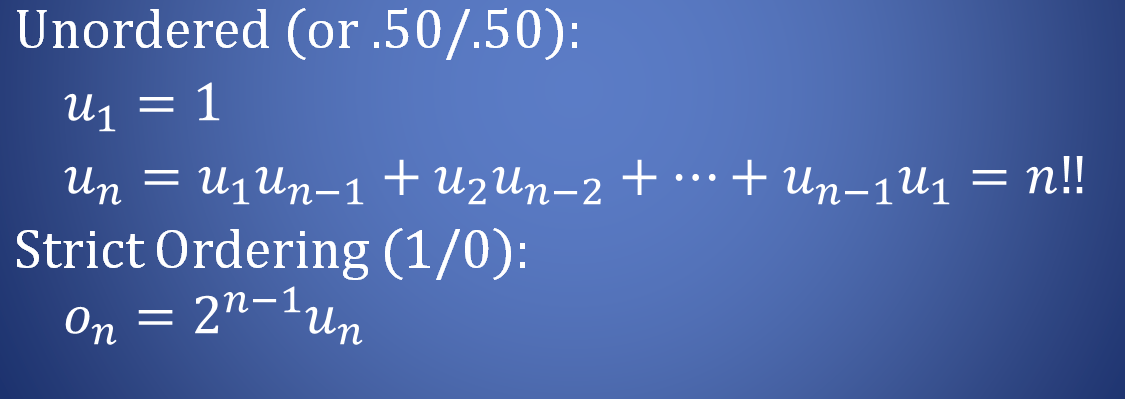 Unordered (or .50/.50):
u₁ = 1
uₙ = u₁uₙ₋₁ + u₂uₙ₋₂ + ⋯ + uₙ₋₁u₁ = n!!
Strict Ordering (1/0):
oₙ = 2ⁿ⁻¹uₙ